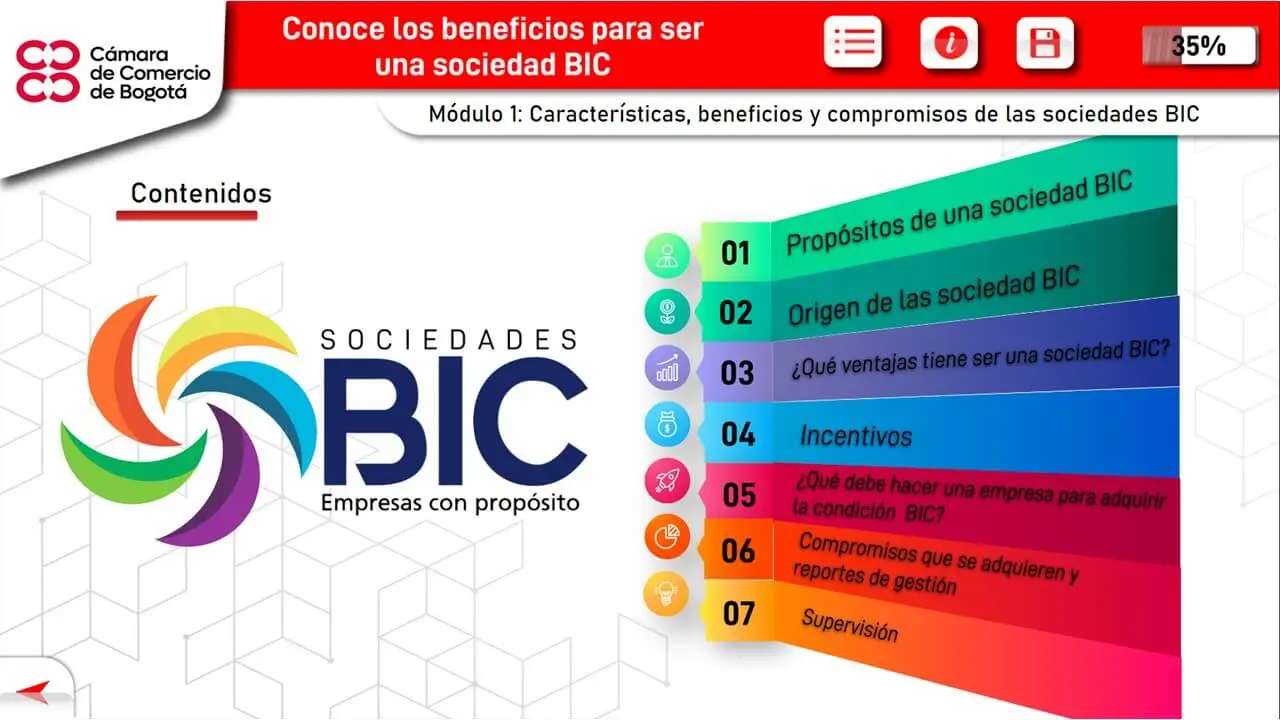 Cámara
de Comercio
de Bogotá
Conoce los beneficios para ser
una sociedad BIC
35%
Módulo 1: Características, beneficios y compromisos de las sociedades BIC
Contenidos
SOCIEDADES
BIC
Empresas con propósito
01 Propósitos de una sociedad BIC
02 Origen de las sociedad BIC
03 ¿Qué ventajas tiene ser una sociedad BIC?
04 Incentivos
05 ¿Qué debe hacer una empresa para adquirir
la condición BIC?
06 Compromisos que se adquieren y
reportes de gestión
07 Supervisión